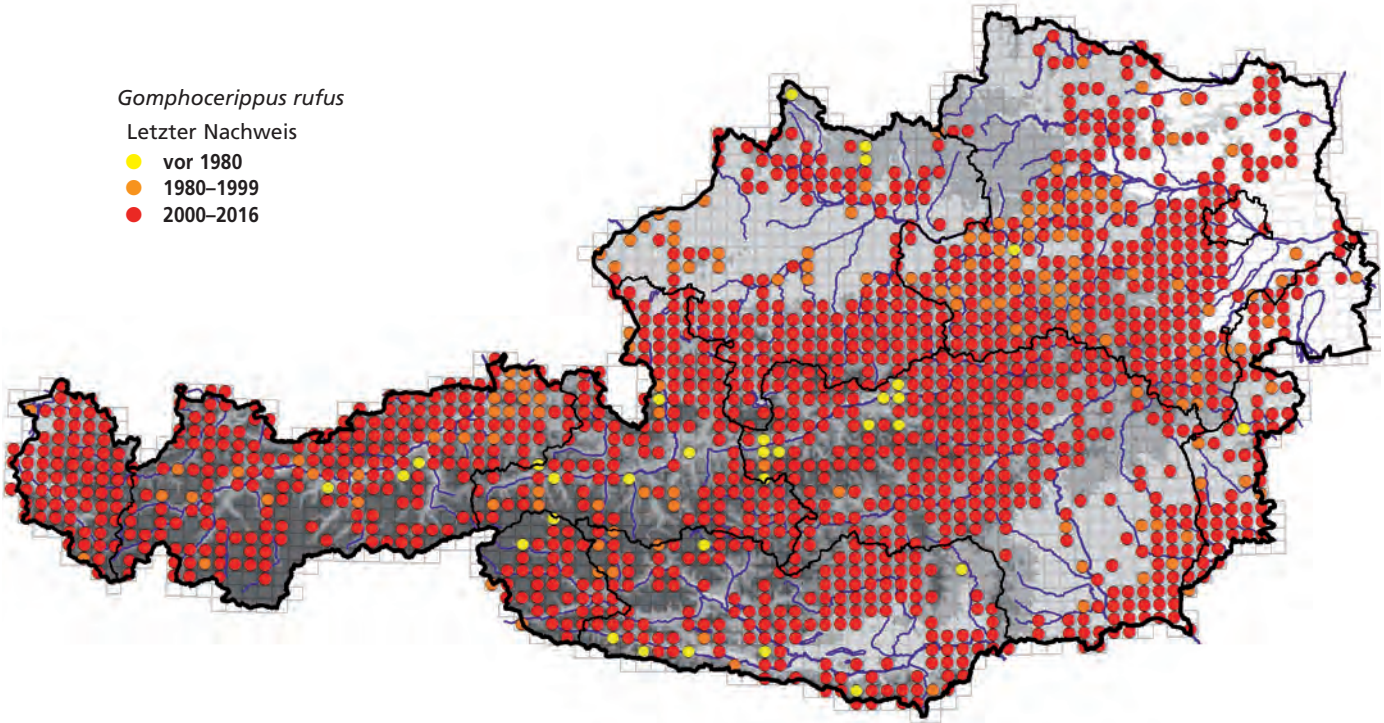 Gomphocerippus rufus
Letzter Nachweis
vor 1980
1980–1999
2000–2016